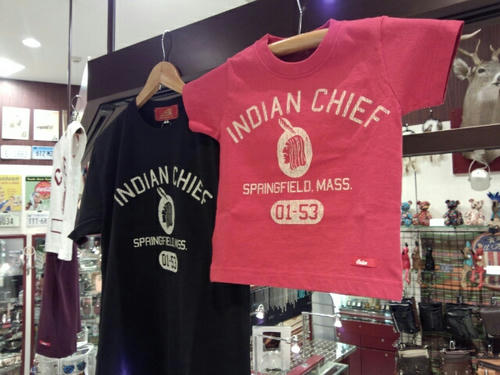 INDIAN CHIEF
SPRINGFIELD, MASS.
01-53
INDIAN CHIEF
SPRINGFIELD, MASS.
01-53